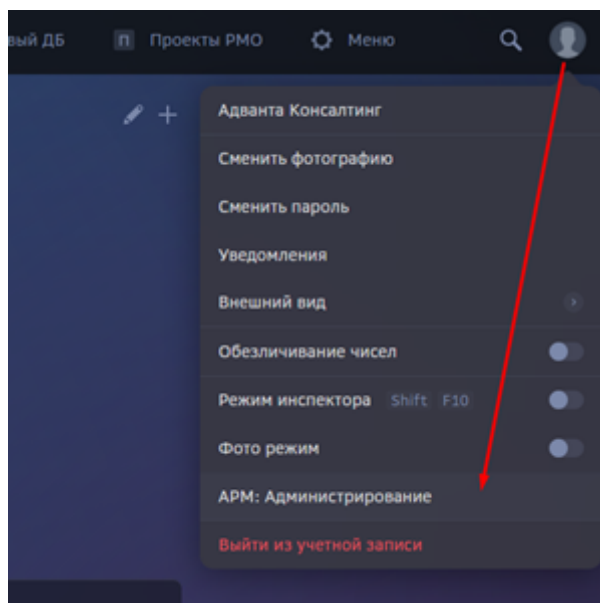 вый ДБ
П Проекты РМО
Меню
Адванта Консалтинг
Сменить фотографию
Сменить пароль
Уведомления
Внешний вид
Обезличивание чисел
Режим инспектора Shift F10
Фото режим
АРМ: Администрирование
Выйти из учетной записи